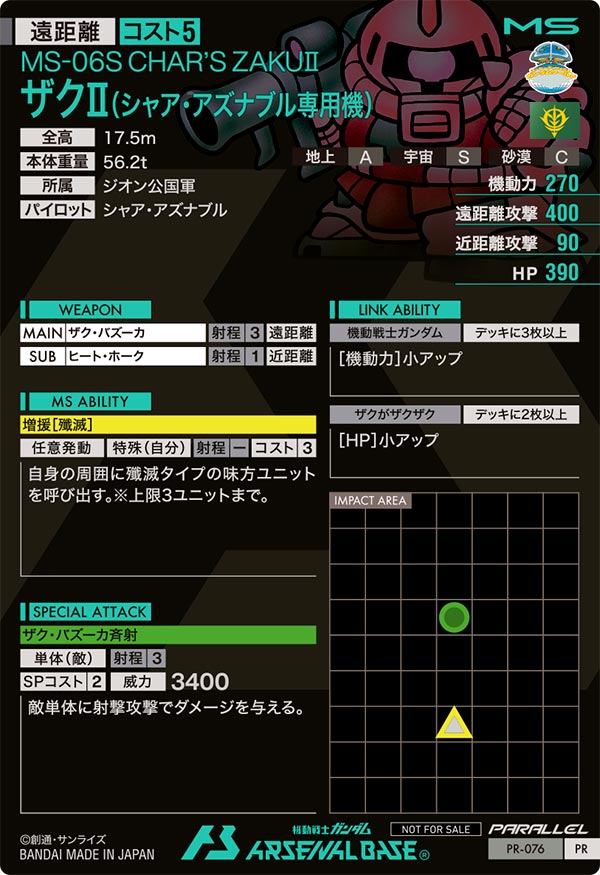 遠距離 コスト5 MS
MS-06S CHAR'S ZAKUⅡ
ザクⅡ(シャア・アズナブル専用機)
全高 17.5m
本体重量 56.2t
所属 ジオン公国軍
パイロット シャア・アズナブル
地上 A 宇宙 S 砂漠 C
機動力 270
遠距離攻撃 400
近距離攻撃 90
HP 390
WEAPON
MAIN ザク・バズーカ 射程 3 遠距離
SUB ヒート・ホーク 射程 1 近距離
MS ABILITY
増援[殲滅]
任意発動 特殊(自分) 射程 ー コスト 3
自身の周囲に殲滅タイプの味方ユニット
を呼び出す。※上限3ユニットまで。
SPECIAL ATTACK
ザク・バズーカ斉射
単体(敵) 射程 3
SPコスト 2 威力 3400
敵単体に射撃攻撃でダメージを与える。
LINK ABILITY
機動戦士ガンダム デッキに3枚以上
[機動力]小アップ
ザクがザクザク デッキに2枚以上
[HP]小アップ
IMPACT AREA
©創通・サンライズ
BANDAI MADE IN JAPAN
機動戦士ガンダム
ARSENAL BASE®
NOT FOR SALE PARALLEL
PR-076 PR